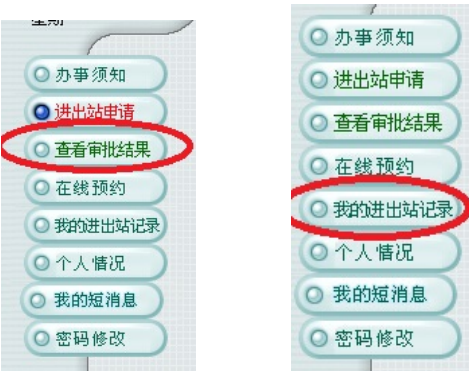 星期
办事须知
进出站申请
查看审批结果
在线预约
我的进出站记录
个人情况
我的短消息
密码修改
办事须知
进出站申请
查看审批结果
在线预约
我的进出站记录
个人情况
我的短消息
密码修改